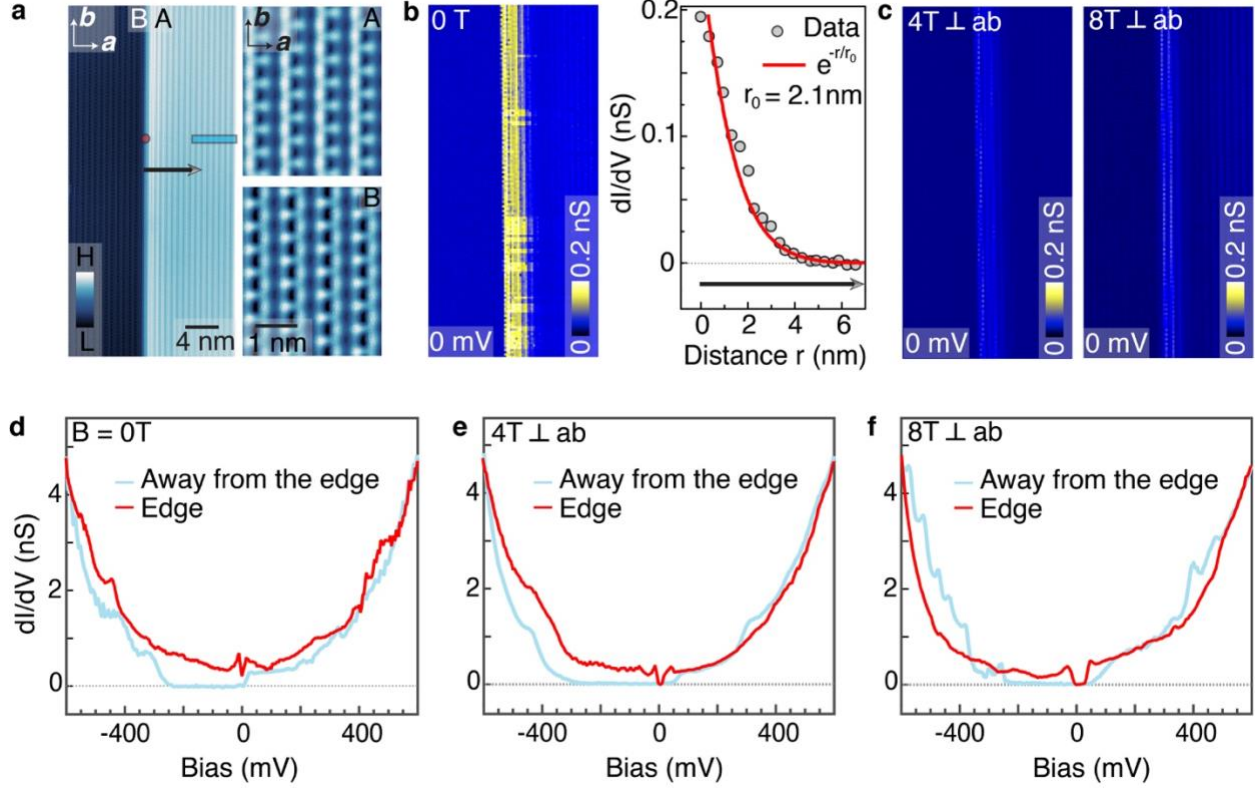 a
b
a
B A
H
L
4 nm
b
a
A
B
1 nm
b
0 T
0 mV
0 0.2 nS
dI/dV (nS)
0.2
0.1
0
Data
e^-r/r0
r0 = 2.1nm
0 2 4 6
Distance r (nm)
c
4T ⊥ ab
0 mV
0 0.2 nS
8T ⊥ ab
0 mV
0 0.2 nS
d
B = 0T
Away from the edge
Edge
dI/dV (nS)
4
2
0
-400 0 400
Bias (mV)
e
4T ⊥ ab
Away from the edge
Edge
4
2
0
-400 0 400
Bias (mV)
f
8T ⊥ ab
Away from the edge
Edge
4
2
0
-400 0 400
Bias (mV)